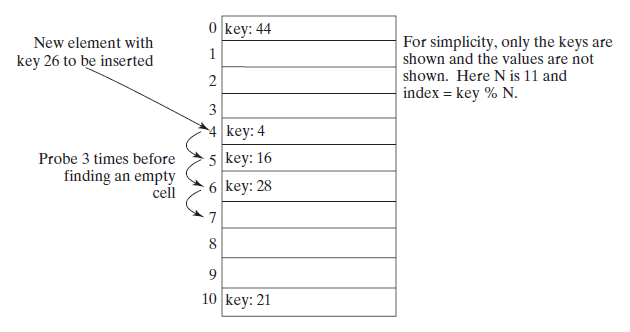 New element with
key 26 to be inserted
Probe 3 times before
finding an empty
cell
0 key: 44
1
2
3
4 key: 4
5 key: 16
6 key: 28
7
8
9
10 key: 21
For simplicity, only the keys are
shown and the values are not
shown. Here N is 11 and
index = key % N.